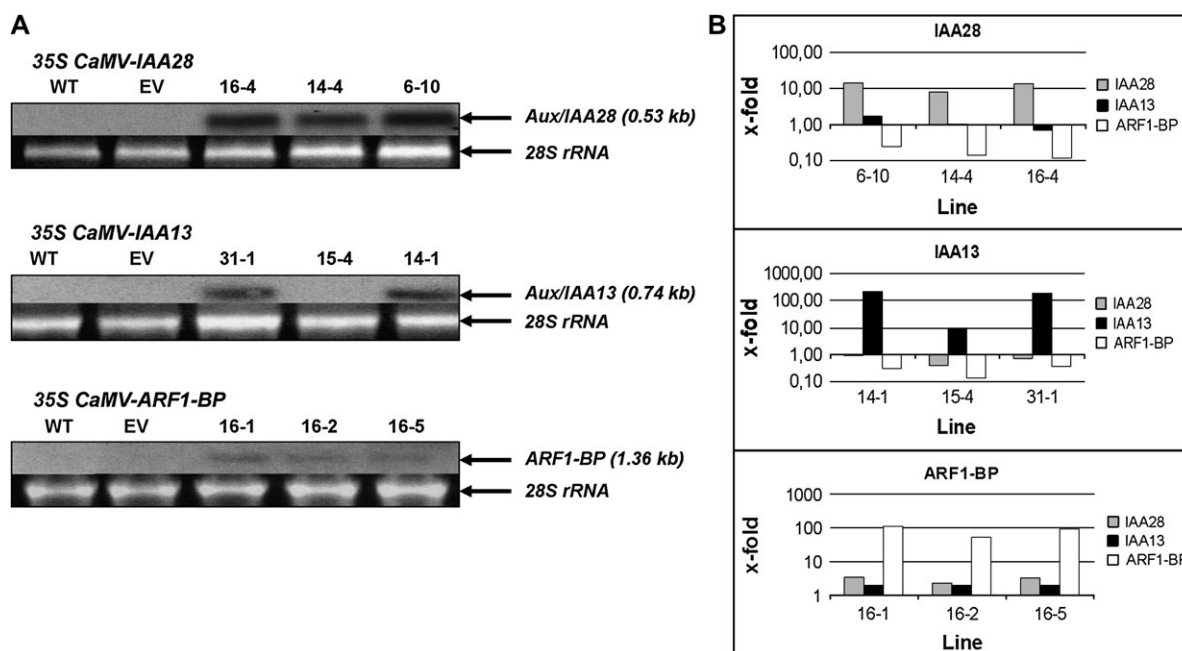 A
35S CaMV-IAA28
WT EV 16-4 14-4 6-10
Aux/IAA28 (0.53 kb)
28S rRNA
35S CaMV-IAA13
WT EV 31-1 15-4 14-1
Aux/IAA13 (0.74 kb)
28S rRNA
35S CaMV-ARF1-BP
WT EV 16-1 16-2 16-5
ARF1-BP (1.36 kb)
28S rRNA
B
IAA28
x-fold
100,00
10,00
1,00
0,10
6-10 14-4 16-4
Line
IAA28
IAA13
ARF1-BP
IAA13
x-fold
1000,00
100,00
10,00
1,00
0,10
14-1 15-4 31-1
IAA28
IAA13
ARF1-BP
ARF1-BP
x-fold
1000
100
10
1
16-1 16-2 16-5
Line
IAA28
IAA13
ARF1-BP